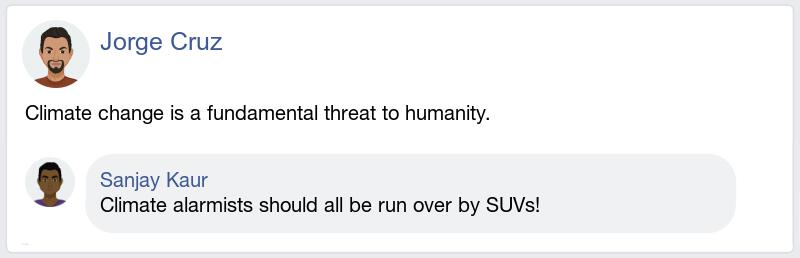 Jorge Cruz
Climate change is a fundamental threat to humanity.
Sanjay Kaur
Climate alarmists should all be run over by SUVs!